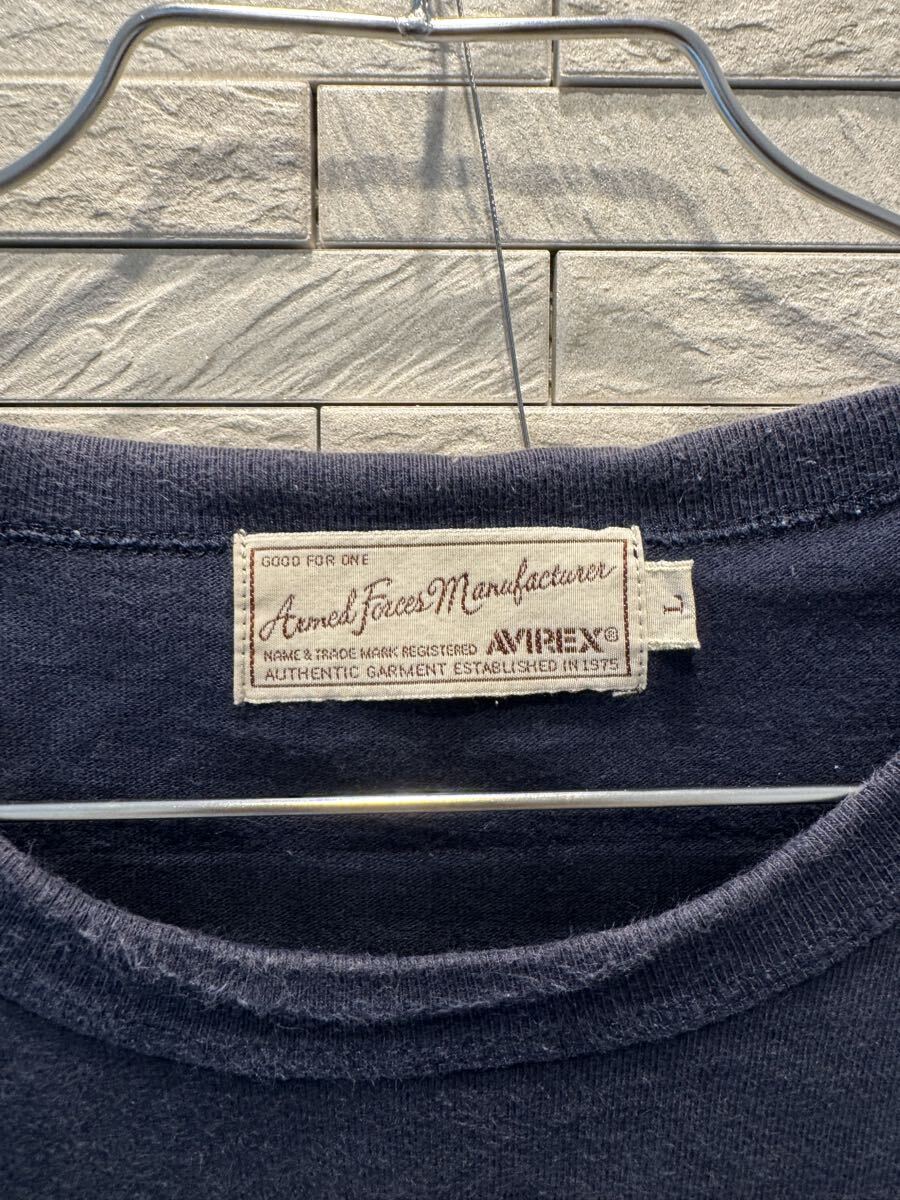 GOOD FOR ONE
Armed Forces Manufacturer
NAME & TRADE MARK REGISTERED AVIREX®
AUTHENTIC GARMENT ESTABLISHED IN 1975
L